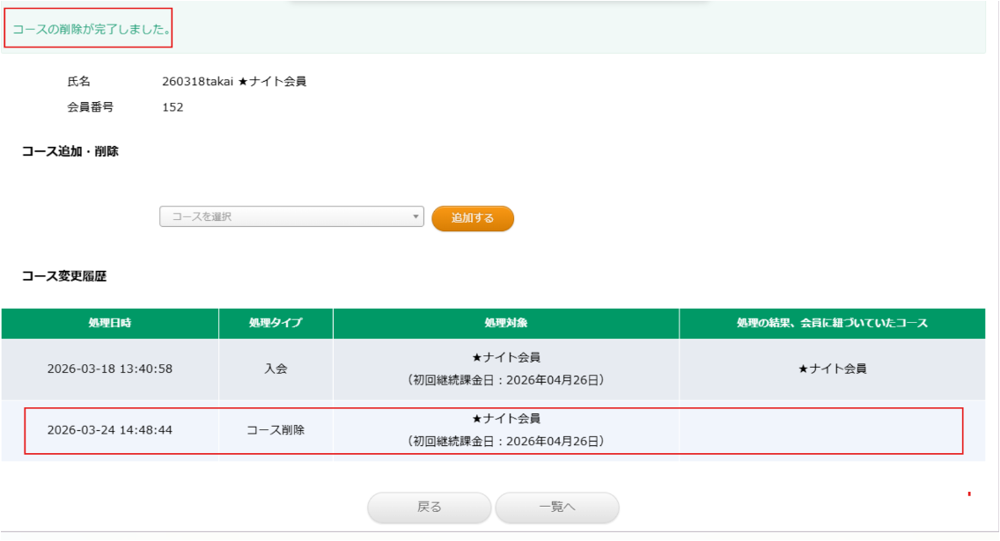 コースの削除が完了しました。
氏名 260318takai ★ナイト会員
会員番号 152
コース追加・削除
コースを選択 追加する
コース変更履歴
処理日時 処理タイプ 処理対象 処理の結果、会員に紐づいていたコース
2026-03-18 13:40:58 入会 ★ナイト会員 ★ナイト会員
（初回継続課金日：2026年04月26日）
2026-03-24 14:48:44 コース削除 ★ナイト会員
（初回継続課金日：2026年04月26日）
戻る 一覧へ